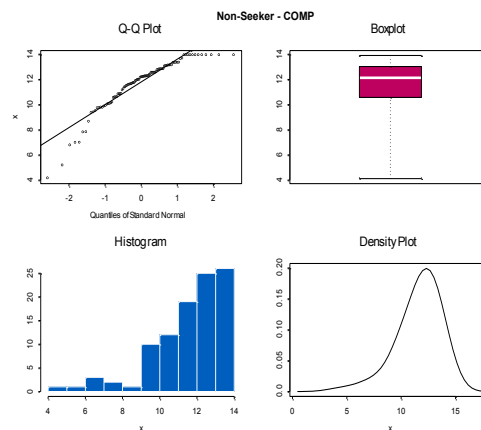 Non-Seeker - COMP
Q-Q Plot
x
4 6 8 10 12 14
-2 -1 0 1 2
Quantiles of Standard Normal
Boxplot
4 6 8 10 12 14
Histogram
0 5 10 15 20 25
4 6 8 10 12 14
x
Density Plot
0.0 0.05 0.10 0.15 0.20
0 5 10 15
x